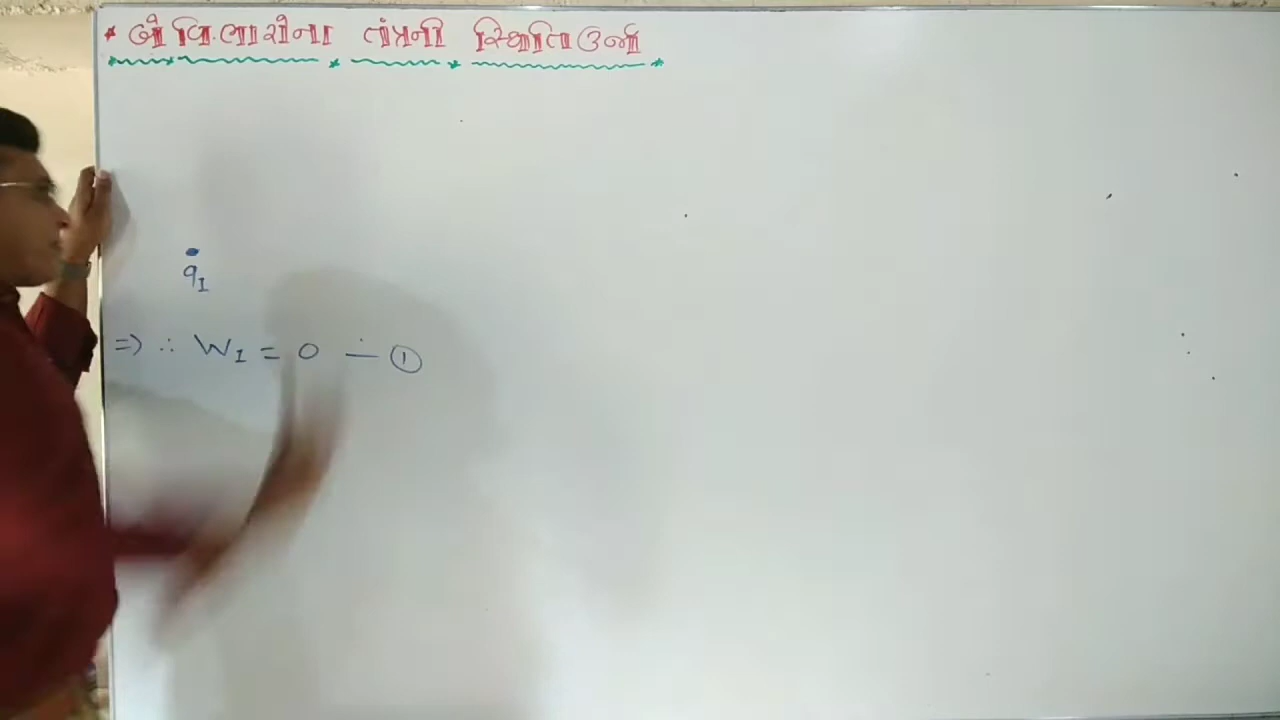 * બે વિ.ભારોના તંત્રની સ્થિતિઉર્જા
q₁
⇒ ∴ W₁ = 0 — ①